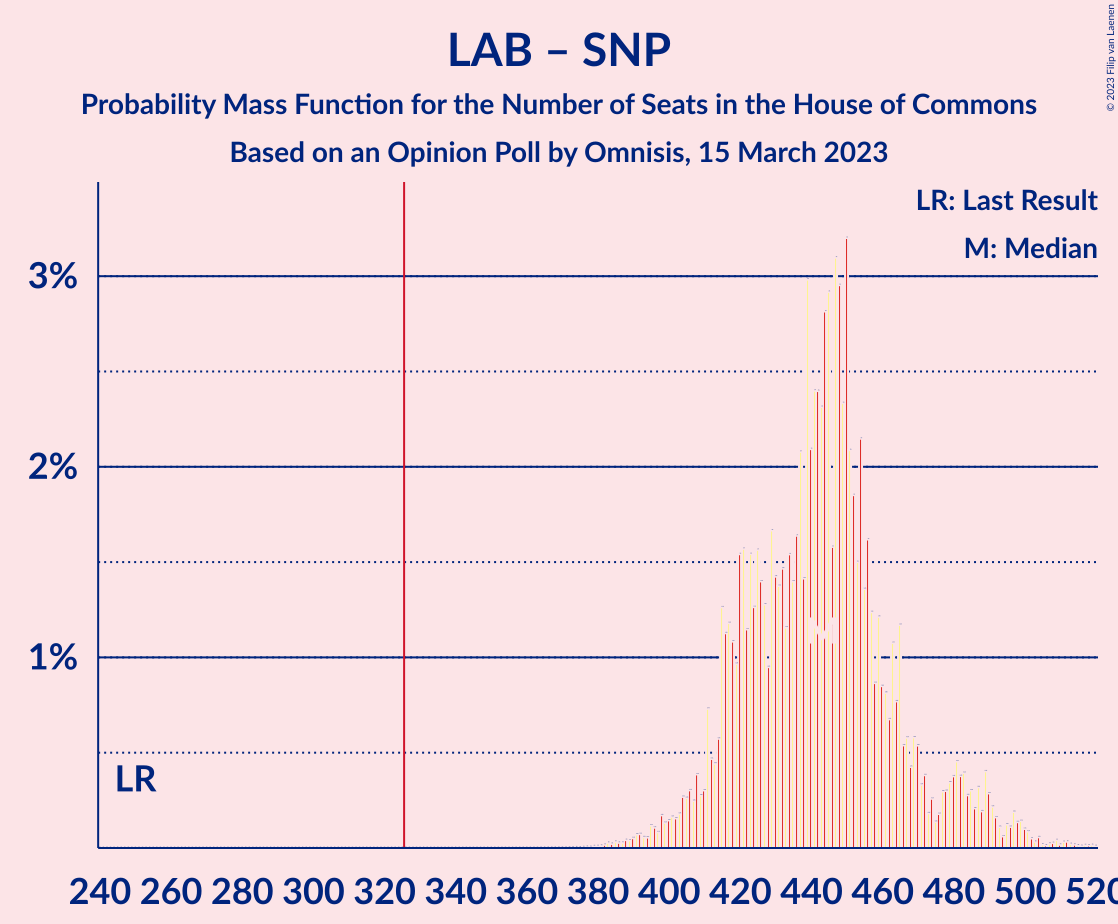 LAB – SNP
Probability Mass Function for the Number of Seats in the House of Commons
Based on an Opinion Poll by Omnisis, 15 March 2023
© 2023 Filip van Laenen
LR: Last Result
M: Median
3%
2%
1%
LR
240 260 280 300 320 340 360 380 400 420 440 460 480 500 520